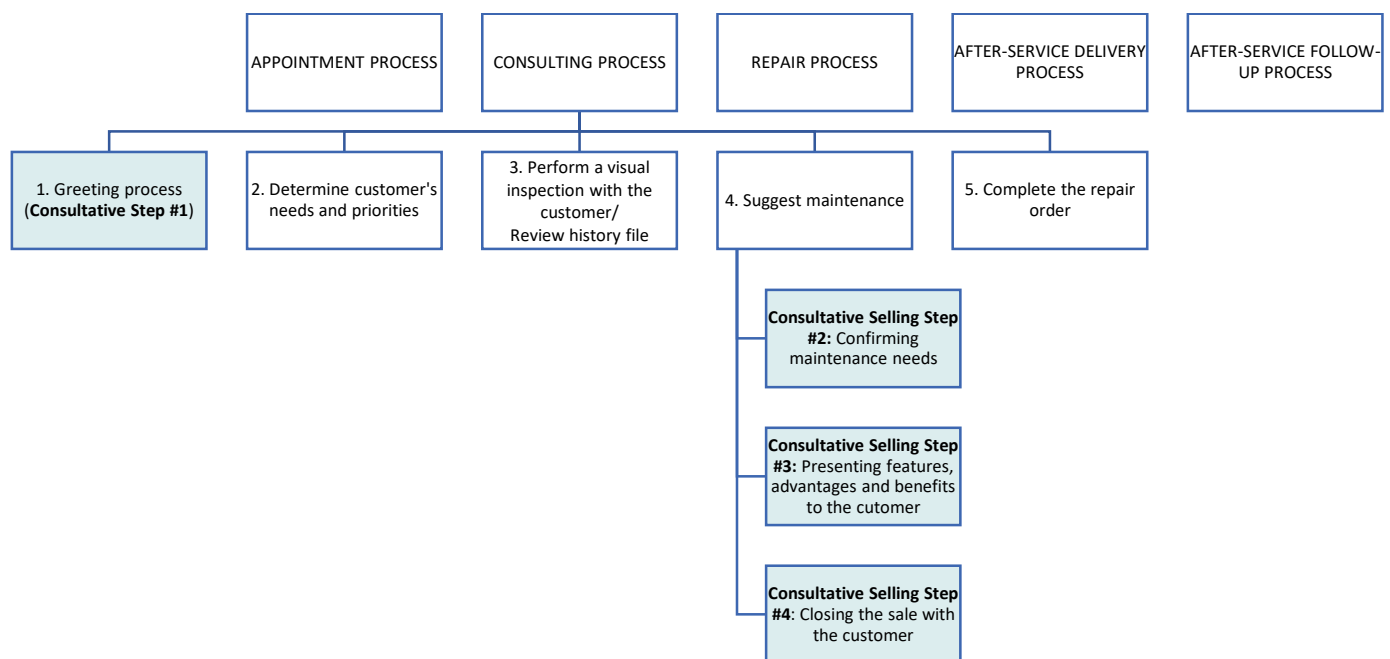 APPOINTMENT PROCESS
CONSULTING PROCESS
REPAIR PROCESS
AFTER-SERVICE DELIVERY
PROCESS
AFTER-SERVICE FOLLOW-
UP PROCESS
1. Greeting process
(Consultative Step #1)
2. Determine customer's
needs and priorities
3. Perform a visual
inspection with the
customer/
Review history file
4. Suggest maintenance
5. Complete the repair
order
Consultative Selling Step
#2: Confirming
maintenance needs
Consultative Selling Step
#3: Presenting features,
advantages and benefits
to the cutomer
Consultative Selling Step
#4: Closing the sale with
the customer